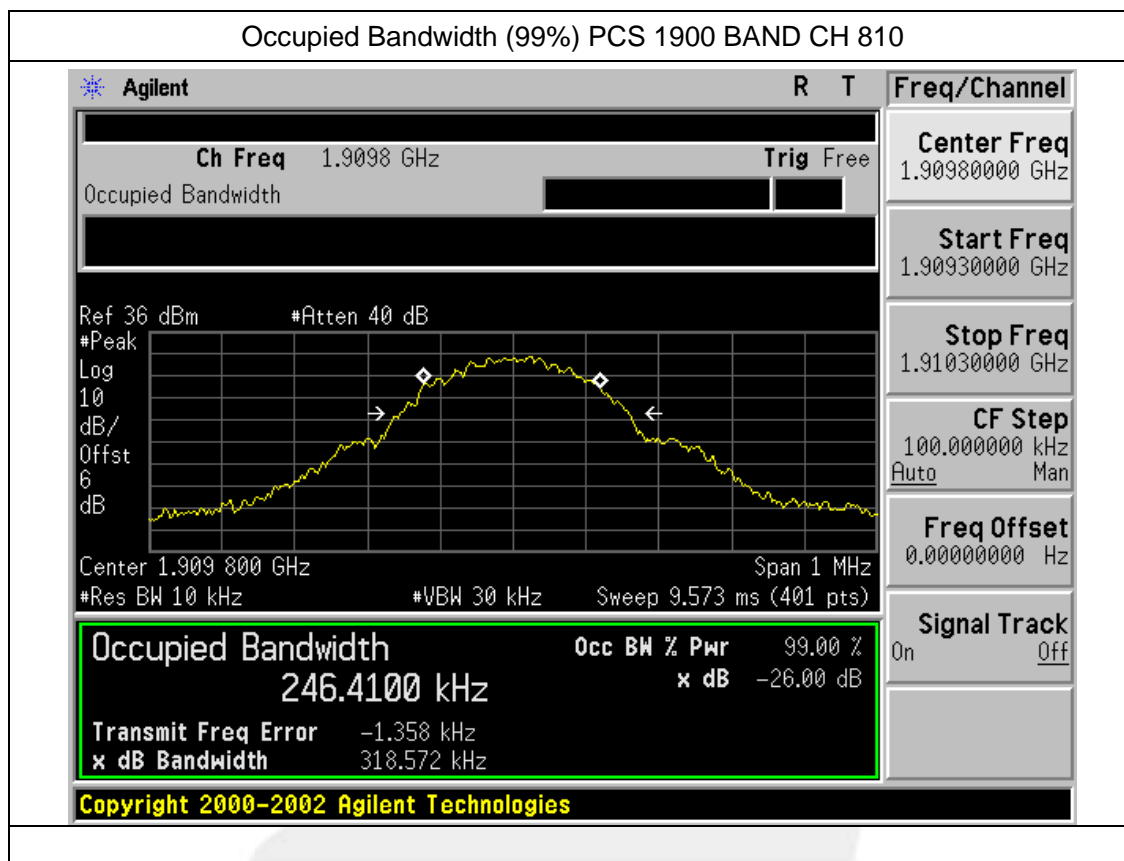 Occupied Bandwidth (99%) PCS 1900 BAND CH 810
Agilent R T
Ch Freq 1.9098 GHz Trig Free
Occupied Bandwidth
Ref 36 dBm #Atten 40 dB
#Peak
Log
10
dB/
Offst
6
dB
Center 1.909 800 GHz Span 1 MHz
#Res BW 10 kHz #VBW 30 kHz Sweep 9.573 ms (401 pts)
Occupied Bandwidth Occ BW % Pwr 99.00 %
246.4100 kHz x dB -26.00 dB
Transmit Freq Error -1.358 kHz
x dB Bandwidth 318.572 kHz
Copyright 2000-2002 Agilent Technologies
Freq/Channel
Center Freq
1.90980000 GHz
Start Freq
1.90930000 GHz
Stop Freq
1.91030000 GHz
CF Step
100.000000 kHz
Auto Man
Freq Offset
0.00000000 Hz
Signal Track
On Off